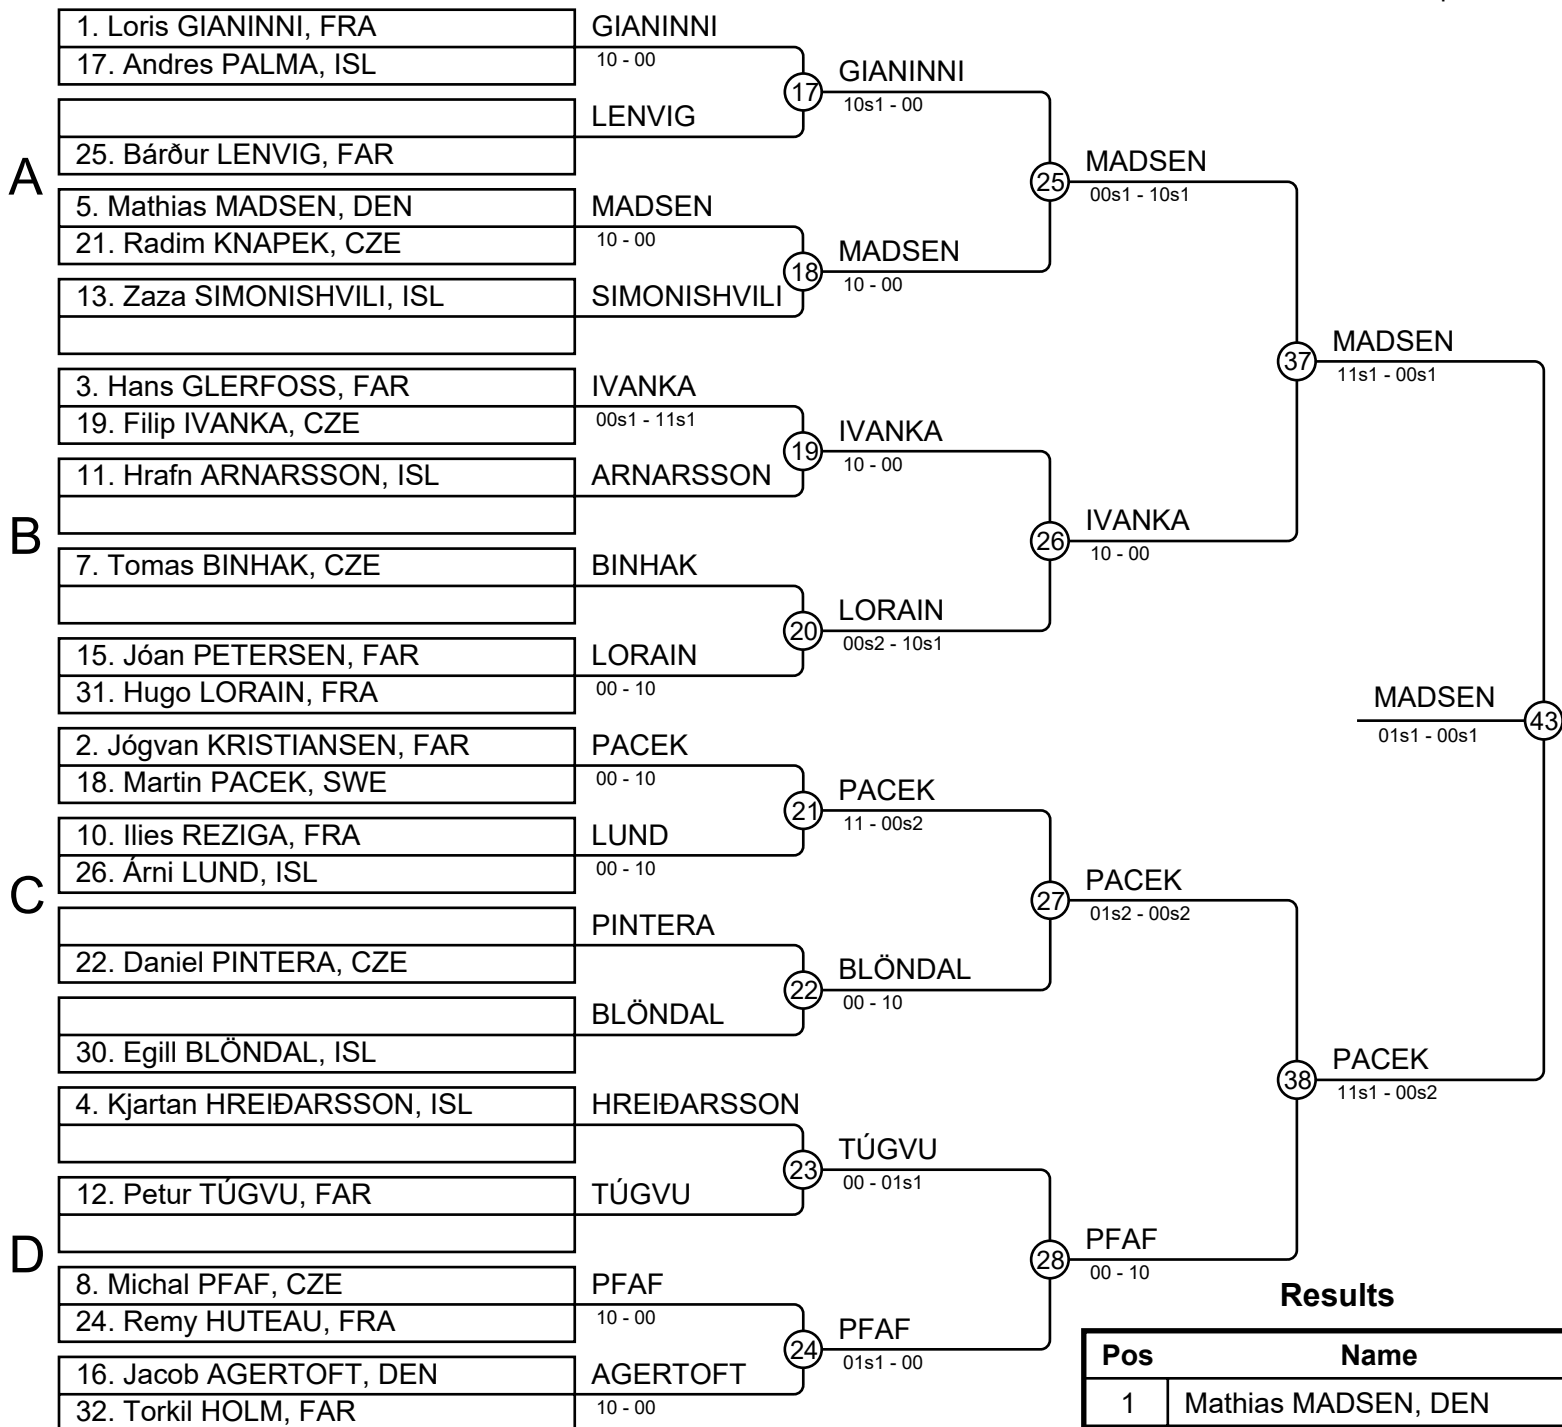 1. Loris GIANINNI, FRA
17. Andres PALMA, ISL
25. Bárður LENVIG, FAR
A
5. Mathias MADSEN, DEN
21. Radim KNAPEK, CZE
13. Zaza SIMONISHVILI, ISL
3. Hans GLERFOSS, FAR
19. Filip IVANKA, CZE
11. Hrafn ARNARSSON, ISL
B
7. Tomas BINHAK, CZE
15. Jóan PETERSEN, FAR
31. Hugo LORAIN, FRA
2. Jógvan KRISTIANSEN, FAR
18. Martin PACEK, SWE
10. Ilies REZIGA, FRA
26. Árni LUND, ISL
C
22. Daniel PINTERA, CZE
30. Egill BLÖNDAL, ISL
4. Kjartan HREIÐARSSON, ISL
12. Petur TÚGVU, FAR
D
8. Michal PFAF, CZE
24. Remy HUTEAU, FRA
16. Jacob AGERTOFT, DEN
32. Torkil HOLM, FAR
GIANINNI
10 - 00
LENVIG
MADSEN
10 - 00
SIMONISHVILI
IVANKA
00s1 - 11s1
ARNARSSON
BINHAK
LORAIN
00 - 10
PACEK
00 - 10
LUND
00 - 10
PINTERA
BLÖNDAL
HREIÐARSSON
TÚGVU
PFAF
10 - 00
AGERTOFT
10 - 00
17
GIANINNI
10s1 - 00
18
MADSEN
10 - 00
19
IVANKA
10 - 00
20
LORAIN
00s2 - 10s1
21
PACEK
11 - 00s2
22
BLÖNDAL
00 - 10
23
TÚGVU
00 - 01s1
24
PFAF
01s1 - 00
25
MADSEN
00s1 - 10s1
26
IVANKA
10 - 00
27
PACEK
01s2 - 00s2
28
PFAF
00 - 10
37
MADSEN
11s1 - 00s1
38
PACEK
11s1 - 00s2
MADSEN
43
01s1 - 00s1
Results
Pos Name
1 Mathias MADSEN, DEN